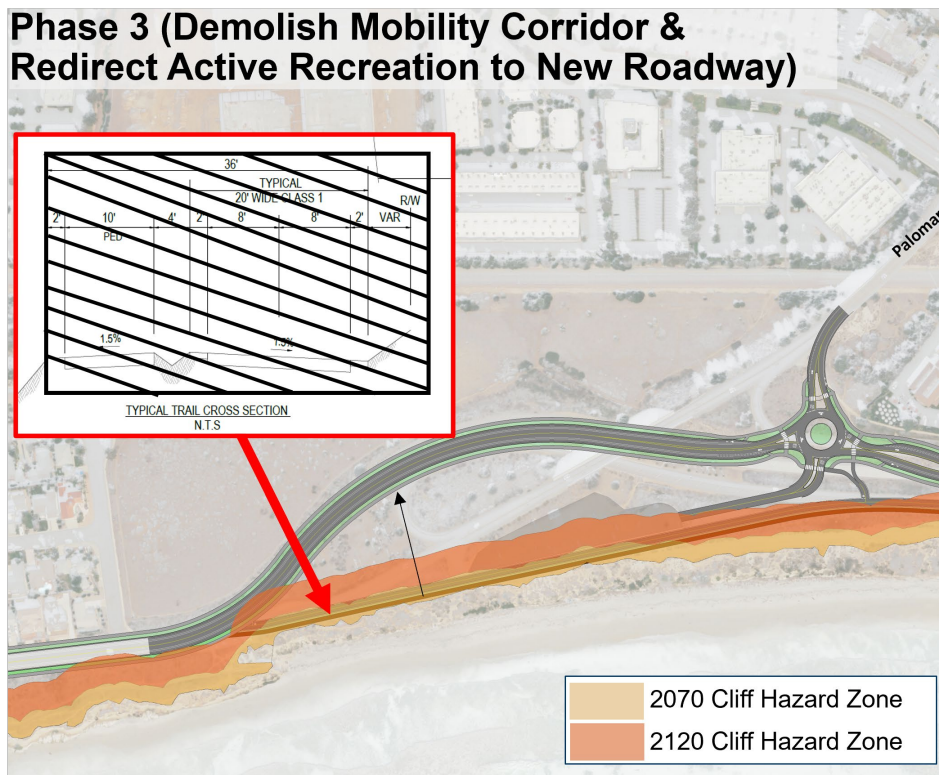 Phase 3 (Demolish Mobility Corridor &
Redirect Active Recreation to New Roadway)
36'
TYPICAL
20' WIDE CLASS 1
R/W
2' 10' 4' 2' 8' 8' 2' VAR
PED
1.5% 1.5%
TYPICAL TRAIL CROSS SECTION
N.T.S
Palomar
2070 Cliff Hazard Zone
2120 Cliff Hazard Zone